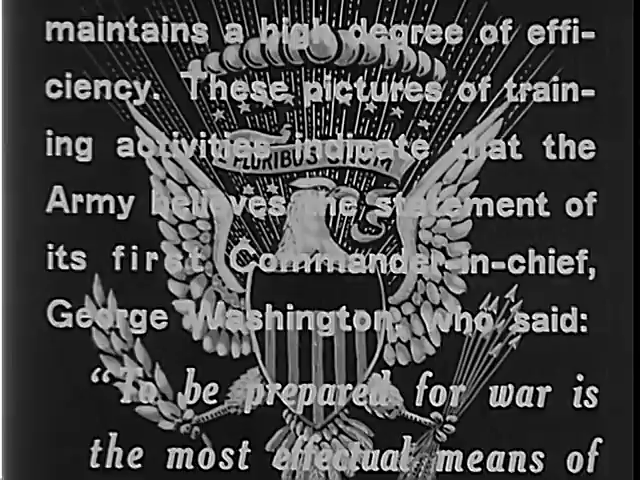 maintains a high degree of effi-
ciency. These pictures of train-
ing activities indicate that the
Army believes the statement of
its first Commander-in-chief,
George Washington, who said:
"To be prepared for war is
the most effectual means of
E PLURIBUS UNUM